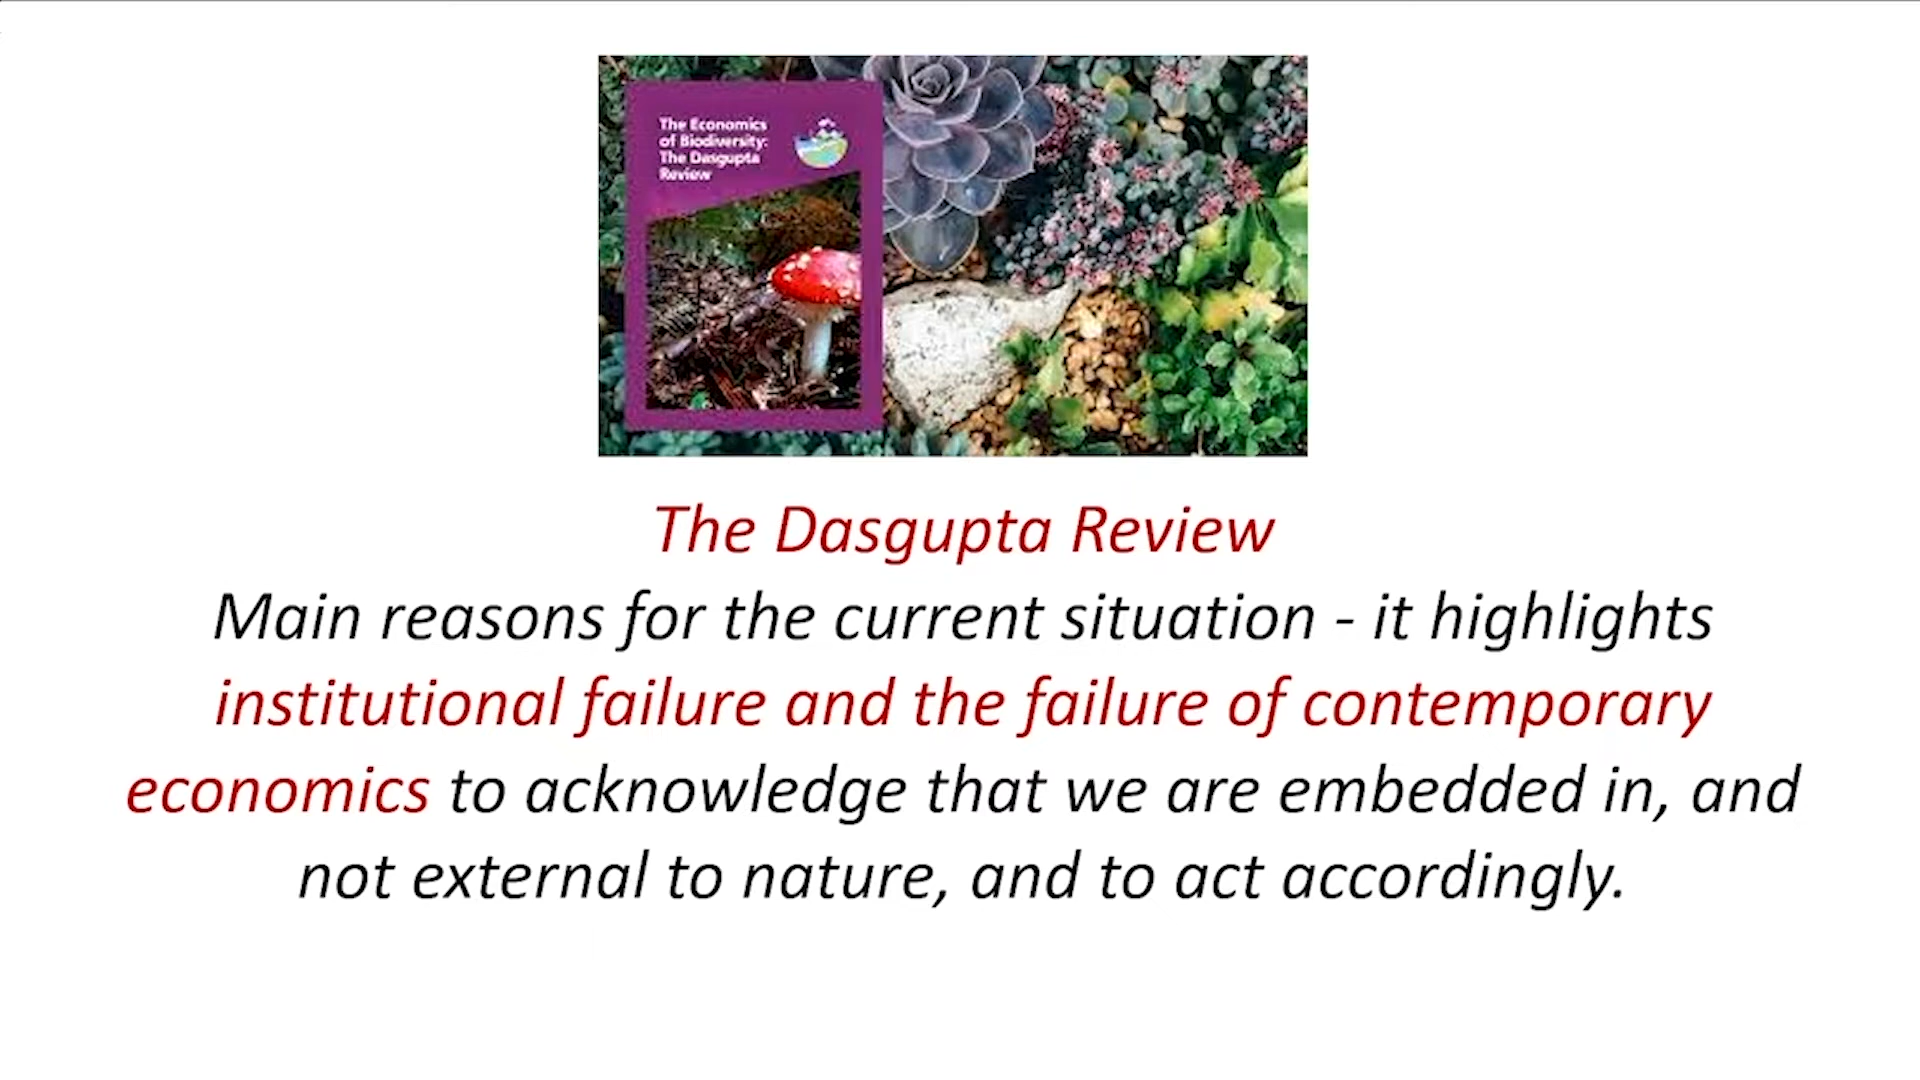 The Economics
of Biodiversity:
The Dasgupta
Review
The Dasgupta Review
Main reasons for the current situation - it highlights
institutional failure and the failure of contemporary
economics to acknowledge that we are embedded in, and
not external to nature, and to act accordingly.